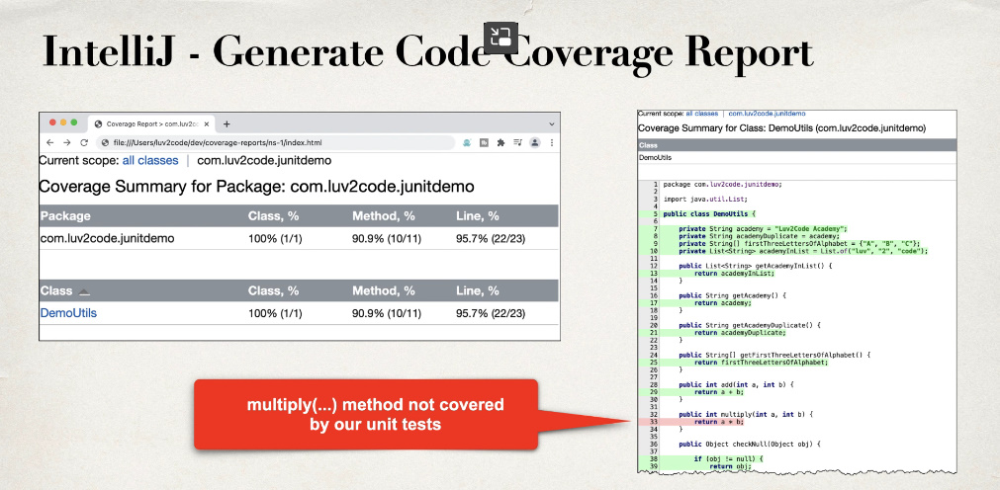 IntelliJ - Generate Code Coverage Report
Coverage Report > com.luv2co
file:///Users/luv2code/dev/coverage-reports/ns-1/index.html
Current scope: all classes | com.luv2code.junitdemo
Coverage Summary for Package: com.luv2code.junitdemo
Package Class, % Method, % Line, %
com.luv2code.junitdemo 100% (1/1) 90.9% (10/11) 95.7% (22/23)
Class Class, % Method, % Line, %
DemoUtils 100% (1/1) 90.9% (10/11) 95.7% (22/23)
multiply(...) method not covered
by our unit tests
Current scope: all classes | com.luv2code.junitdemo
Coverage Summary for Class: DemoUtils (com.luv2code.junitdemo)
Class
DemoUtils
1 package com.luv2code.junitdemo;
2
3 import java.util.List;
4
5 public class DemoUtils {
6
7 private String academy = "Luv2Code Academy";
8 private String academyDuplicate = academy;
9 private String[] firstThreeLettersOfAlphabet = {"A", "B", "C"};
10 private List<String> academyInList = List.of("luv", "2", "code");
11
12 public List<String> getAcademyInList() {
13 return academyInList;
14 }
15
16 public String getAcademy() {
17 return academy;
18 }
19
20 public String getAcademyDuplicate() {
21 return academyDuplicate;
22 }
23
24 public String[] getFirstThreeLettersOfAlphabet() {
25 return firstThreeLettersOfAlphabet;
26 }
27
28 public int add(int a, int b) {
29 return a + b;
30 }
31
32 public int multiply(int a, int b) {
33 return a * b;
34 }
35
36 public Object checkNull(Object obj) {
37
38 if (obj != null) {
39 return obj;